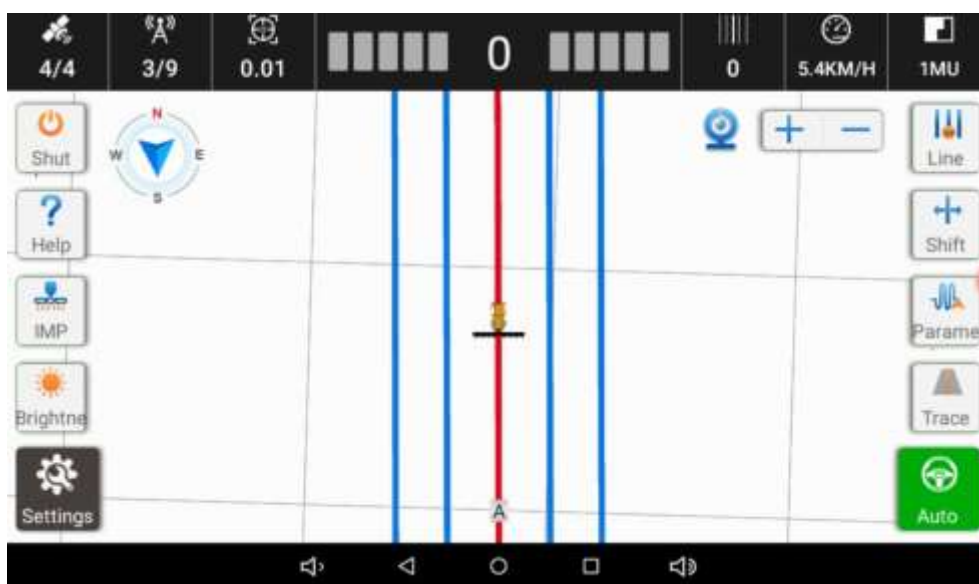 4/4
3/9
0.01
0
0
5.4KM/H
1MU
Shut
N
W
E
S
Line
Help
Shift
IMP
Parame
Brightne
Trace
Settings
A
Auto